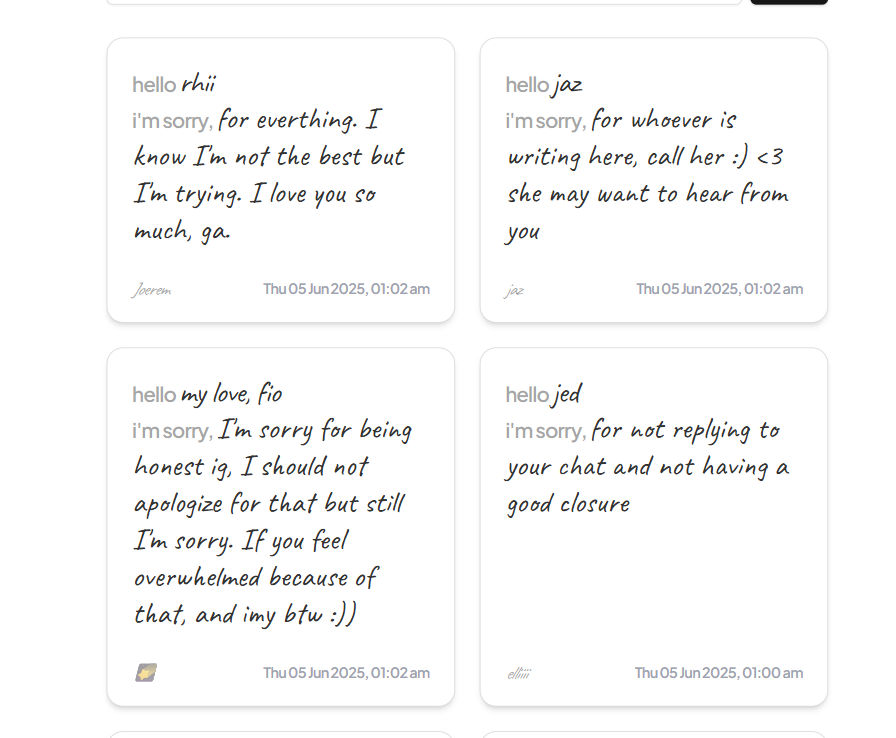 hello rhii
i'm sorry, for everthing. I
know I'm not the best but
I'm trying. I love you so
much, ga.
Joerem
Thu 05 Jun 2025, 01:02 am
hello jaz
i'm sorry, for whoever is
writing here, call her :) <3
she may want to hear from
you
jaz
Thu 05 Jun 2025, 01:02 am
hello my love, fio
i'm sorry, I'm sorry for being
honest ig, I should not
apologize for that but still
I'm sorry. If you feel
overwhelmed because of
that, and imy btw :))
Thu 05 Jun 2025, 01:02 am
hello jed
i'm sorry, for not replying to
your chat and not having a
good closure
Thu 05 Jun 2025, 01:00 am